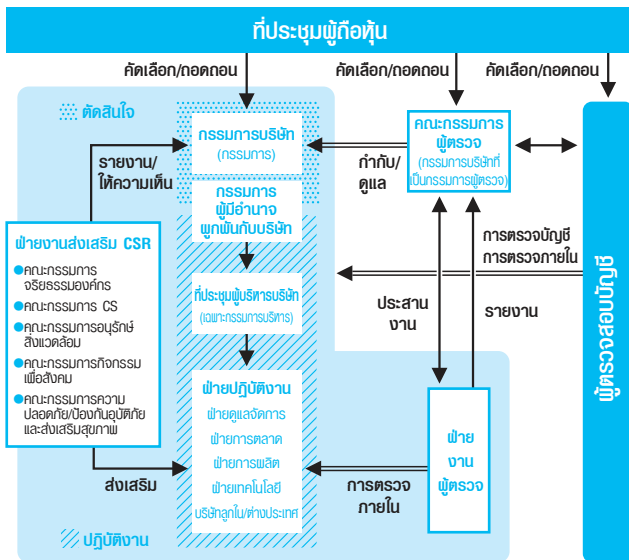 ที่ประชุมผู้ถือหุ้น
คัดเลือก/ถอดถอน
คัดเลือก/ถอดถอน
คัดเลือก/ถอดถอน
ตัดสินใจ
กรรมการบริษัท
(กรรมการ)
คณะกรรมการ
ผู้ตรวจ
(กรรมการบริษัทที่
เป็นกรรมการผู้ตรวจ)
รายงาน/
ให้ความเห็น
กำกับ/
ดูแล
กรรมการ
ผู้มีอำนาจ
ผูกพันกับบริษัท
ฝ่ายงานส่งเสริม CSR
●คณะกรรมการ
จริยธรรมองค์กร
●คณะกรรมการ CS
●คณะกรรมการอนุรักษ์
สิ่งแวดล้อม
●คณะกรรมการกิจกรรม
เพื่อสังคม
●คณะกรรมการความ
ปลอดภัย/ป้องกันอุบัติภัย
และส่งเสริมสุขภาพ
การตรวจบัญชี
การตรวจภายใน
ที่ประชุมผู้บริหารบริษัท
(เฉพาะกรรมการบริหาร)
ประสาน
งาน
รายงาน
ผู้ตรวจสอบบัญชี
ฝ่ายปฏิบัติงาน
ฝ่ายดูแลจัดการ
ฝ่ายการตลาด
ฝ่ายการผลิต
ฝ่ายเทคโนโลยี
บริษัทลูกใน/ต่างประเทศ
ฝ่าย
งาน
ผู้ตรวจ
ส่งเสริม
การตรวจ
ภายใน
ปฏิบัติงาน